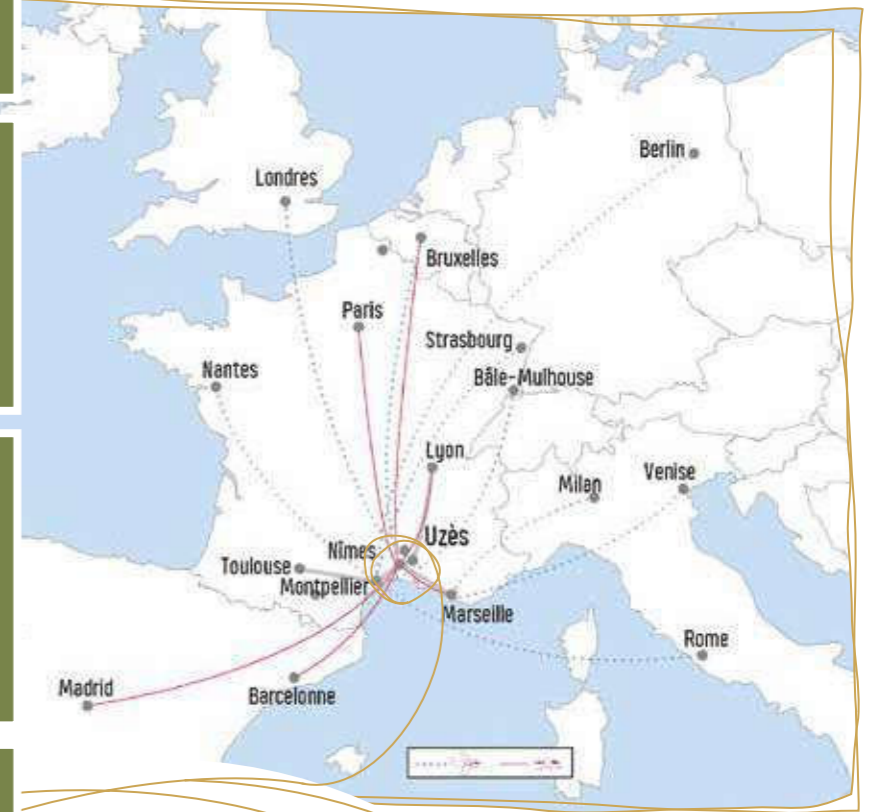 Berlin
Londres
Bruxelles
Paris
Strasbourg
Nantes
Bâle-Mulhouse
Lyon
Milan
Venise
Uzès
Nîmes
Toulouse
Montpellier
Marseille
Rome
Madrid
Barcelonne